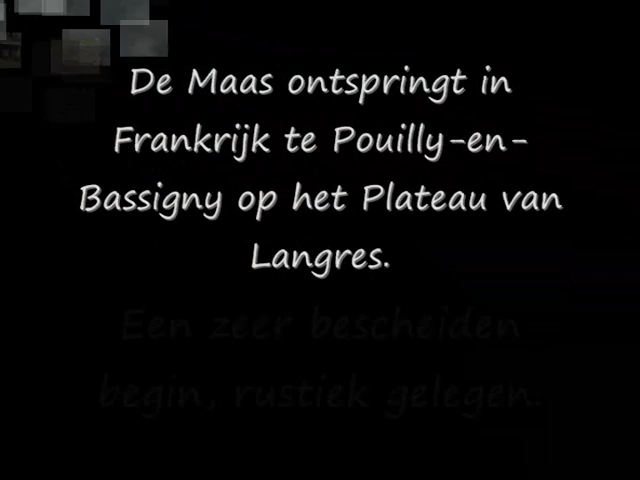 De Maas ontspringt in
Frankrijk te Pouilly-en-
Bassigny op het Plateau van
Langres.
Een zeer bescheiden
begin, rustiek gelegen.